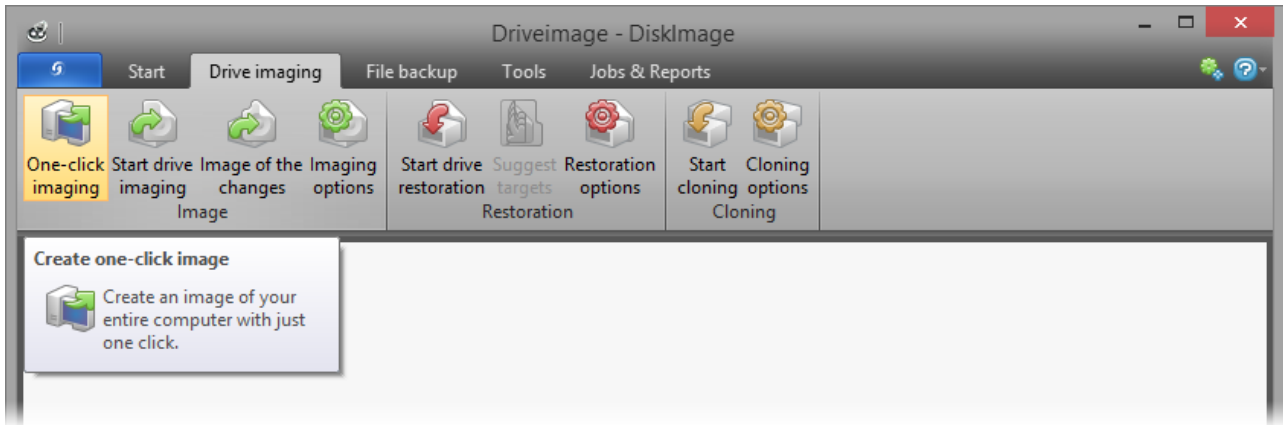 Driveimage - DiskImage
Start Drive imaging File backup Tools Jobs & Reports
One-click Start drive Image of the Imaging Start drive Suggest Restoration Start Cloning
imaging imaging changes options restoration targets options cloning options
Image Restoration Cloning
Create one-click image
Create an image of your
entire computer with just
one click.